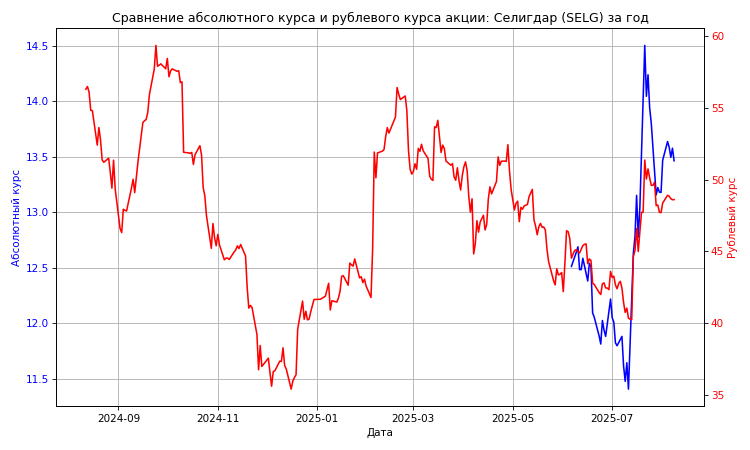 Сравнение абсолютного курса и рублевого курса акции: Селигдар (SELG) за год
14.5
14.0
13.5
13.0
12.5
12.0
11.5
Абсолютный курс
60
55
50
45
40
35
Рублевый курс
2024-09 2024-11 2025-01 2025-03 2025-05 2025-07
Дата